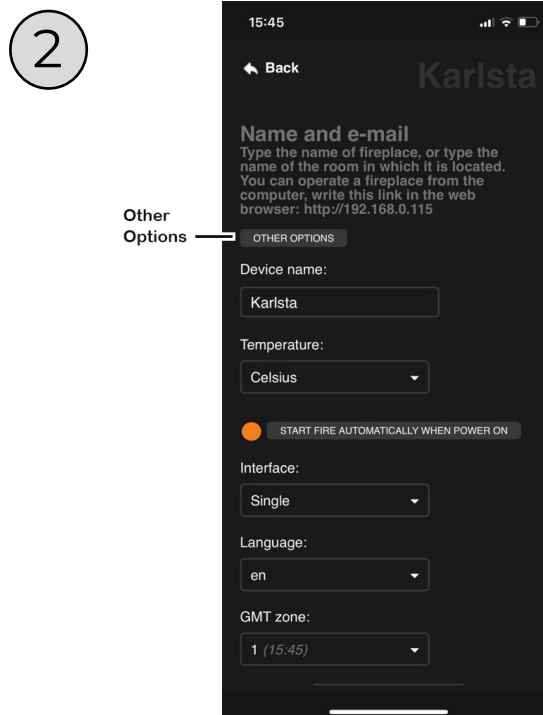 2
15:45
Back
Karlsta
Name and e-mail
Type the name of fireplace, or type the
name of the room in which it is located.
You can operate a fireplace from the
computer, write this link in the web
browser: http://192.168.0.115
Other
Options
OTHER OPTIONS
Device name:
Karlsta
Temperature:
Celsius
START FIRE AUTOMATICALLY WHEN POWER ON
Interface:
Single
Language:
en
GMT zone:
1 (15:45)